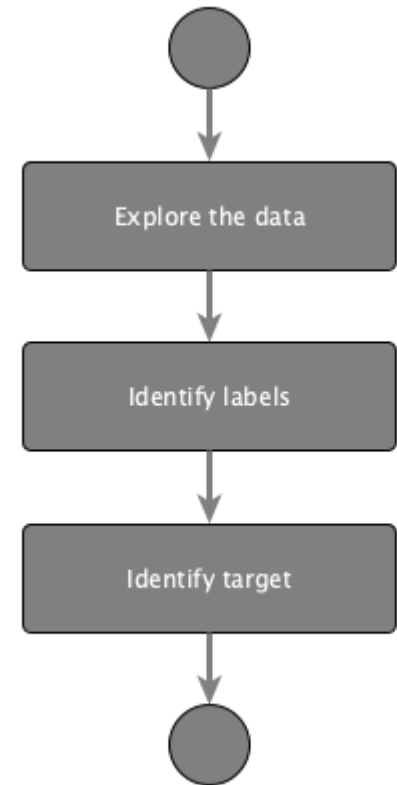 Explore the data
Identify labels
Identify target